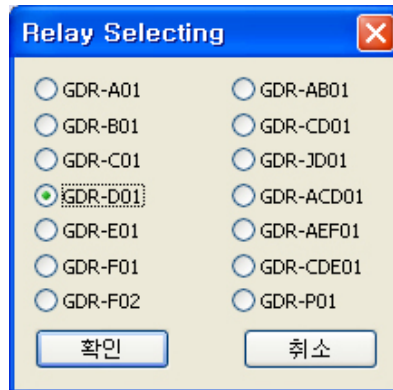 Relay Selecting
GDR-A01 GDR-AB01
GDR-B01 GDR-CD01
GDR-C01 GDR-JD01
GDR-D01 GDR-ACD01
GDR-E01 GDR-AEF01
GDR-F01 GDR-CDE01
GDR-F02 GDR-P01
확인 취소